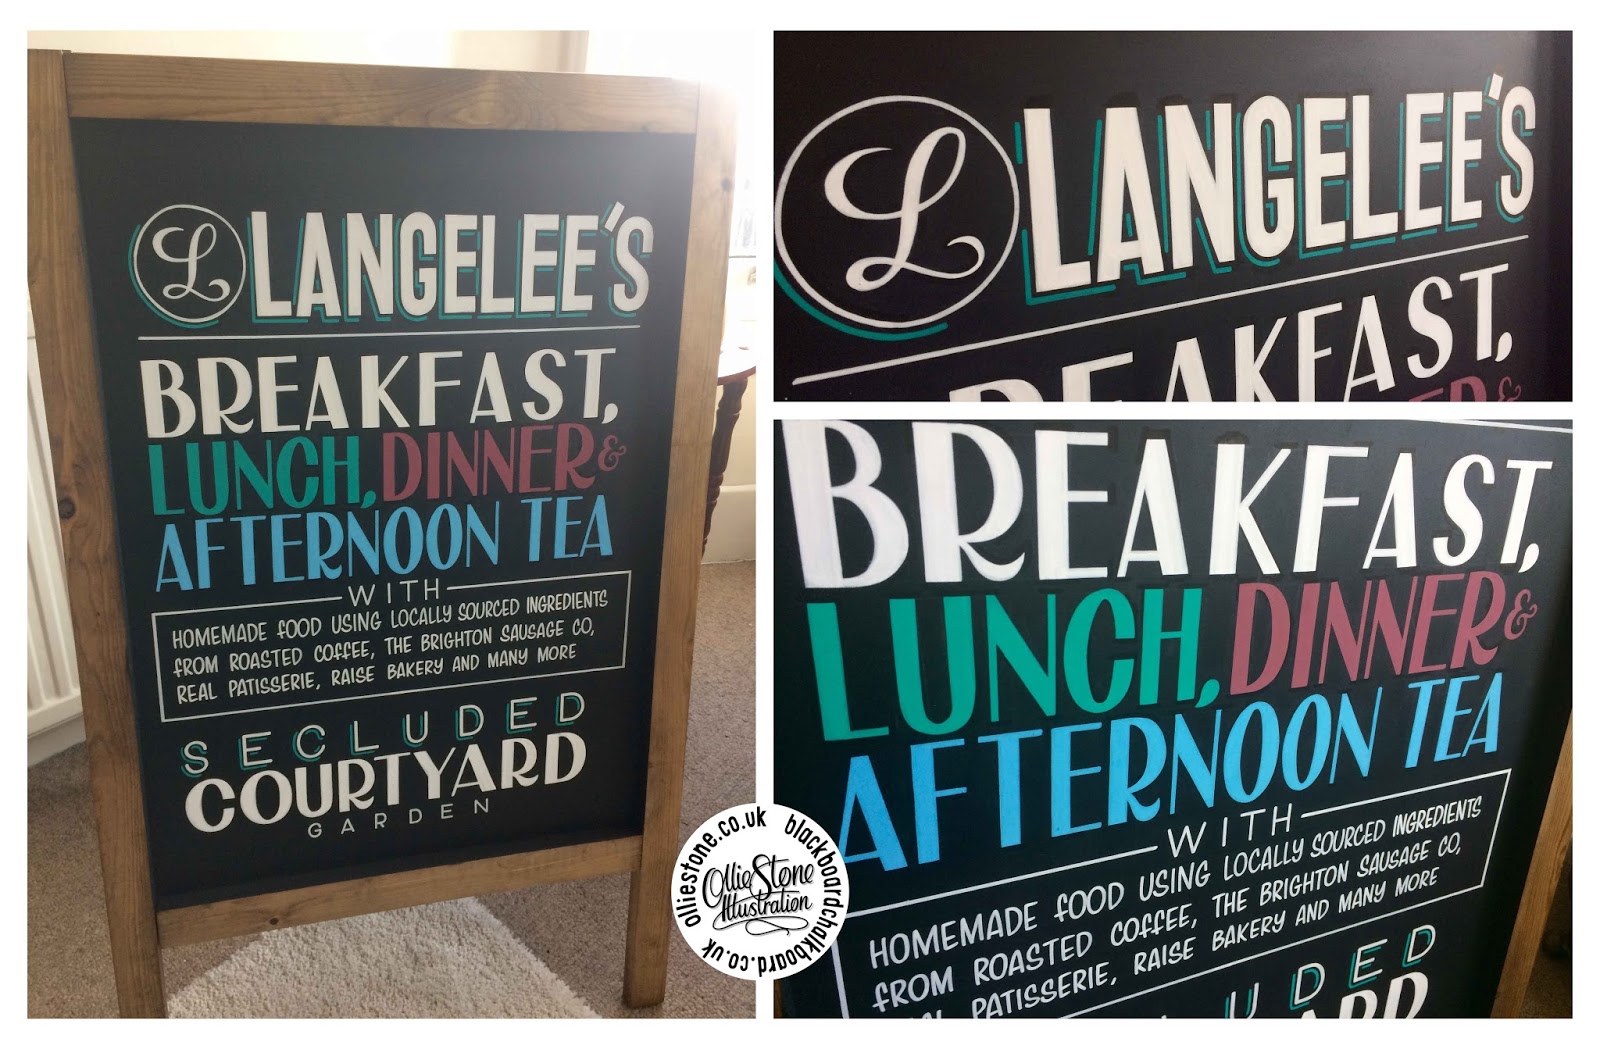 L LANGELEE'S
BREAKFAST,
LUNCH, DINNER &
AFTERNOON TEA
WITH
HOMEMADE FOOD USING LOCALLY SOURCED INGREDIENTS
FROM ROASTED COFFEE, THE BRIGHTON SAUSAGE CO,
REAL PATISSERIE, RAISE BAKERY AND MANY MORE
SECLUDED
COURTYARD
GARDEN
L LANGELEE'S
BREAKFAST,
&
BREAKFAST,
LUNCH, DINNER &
AFTERNOON TEA
WITH
HOMEMADE FOOD USING LOCALLY SOURCED INGREDIENTS
FROM ROASTED COFFEE, THE BRIGHTON SAUSAGE CO,
REAL PATISSERIE, RAISE BAKERY AND MANY MORE
UDED
ARD
olliestone.co.uk
blackboardchalkboard.co.uk
Ollie Stone
Illustration